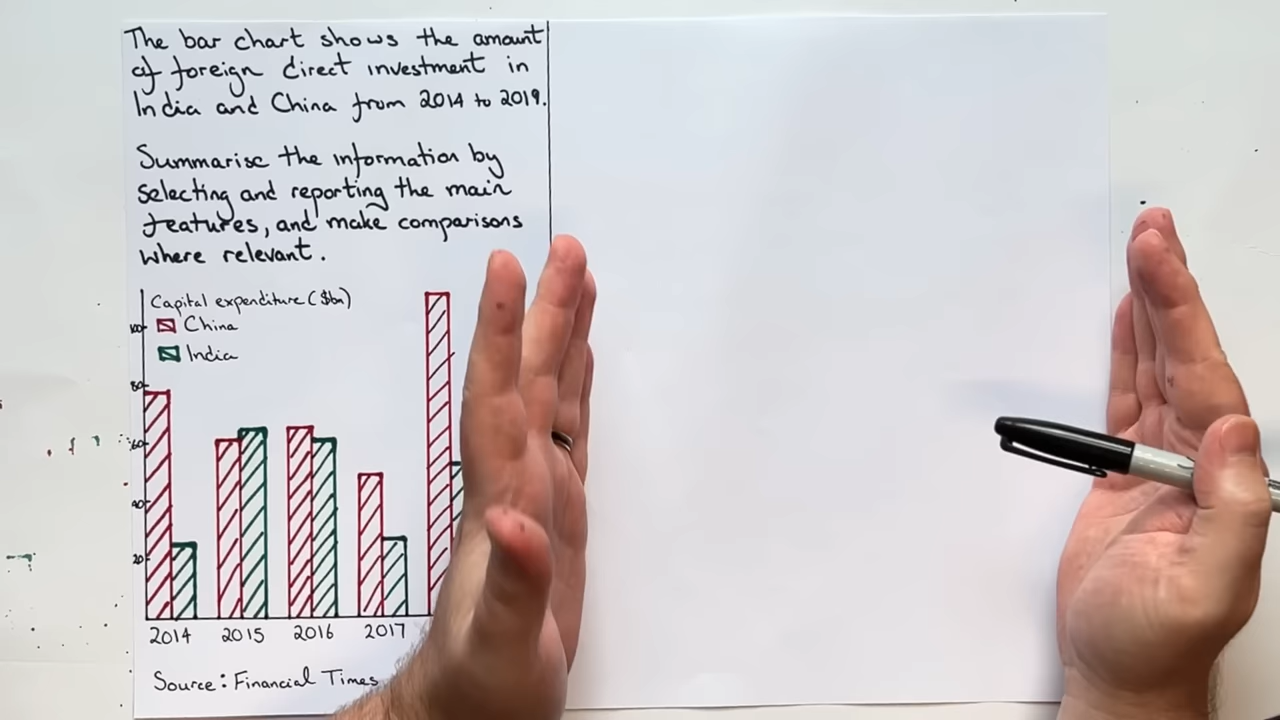 The bar chart shows the amount
of foreign direct investment in
India and China from 2014 to 2019.
Summarise the information by
selecting and reporting the main
features, and make comparisons
where relevant.
Capital expenditure ($bn)
China
India
100
80
60
40
20
2014 2015 2016 2017
Source: Financial Times